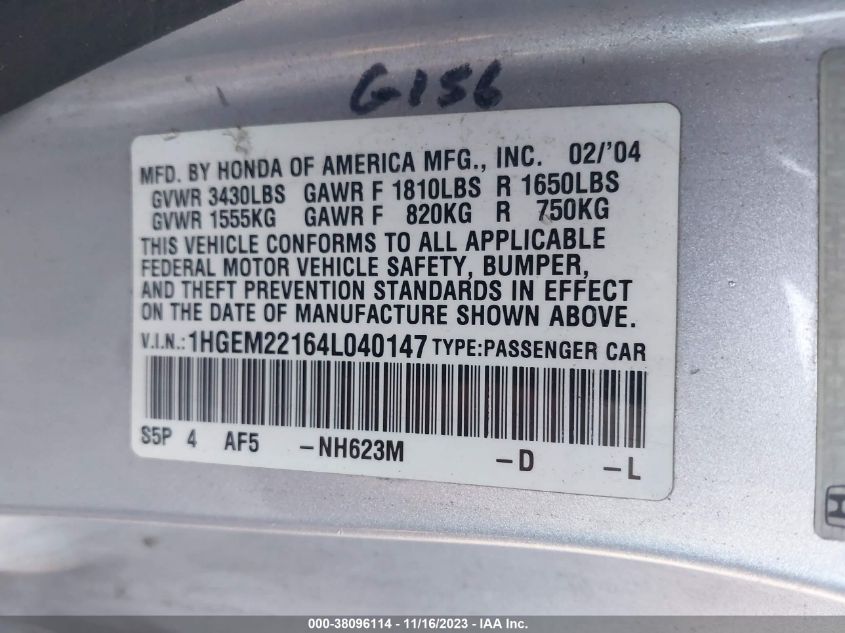 G156
MFD. BY HONDA OF AMERICA MFG., INC. 02/'04
GVWR 3430LBS GAWR F 1810LBS R 1650LBS
GVWR 1555KG GAWR F 820KG R 750KG
THIS VEHICLE CONFORMS TO ALL APPLICABLE
FEDERAL MOTOR VEHICLE SAFETY, BUMPER,
AND THEFT PREVENTION STANDARDS IN EFFECT
ON THE DATE OF MANUFACTURE SHOWN ABOVE.
V.I.N.: 1HGEM22164L040147 TYPE:PASSENGER CAR
S5P 4 AF5 -NH623M -D -L
000-38096114 - 11/16/2023 - IAA Inc.